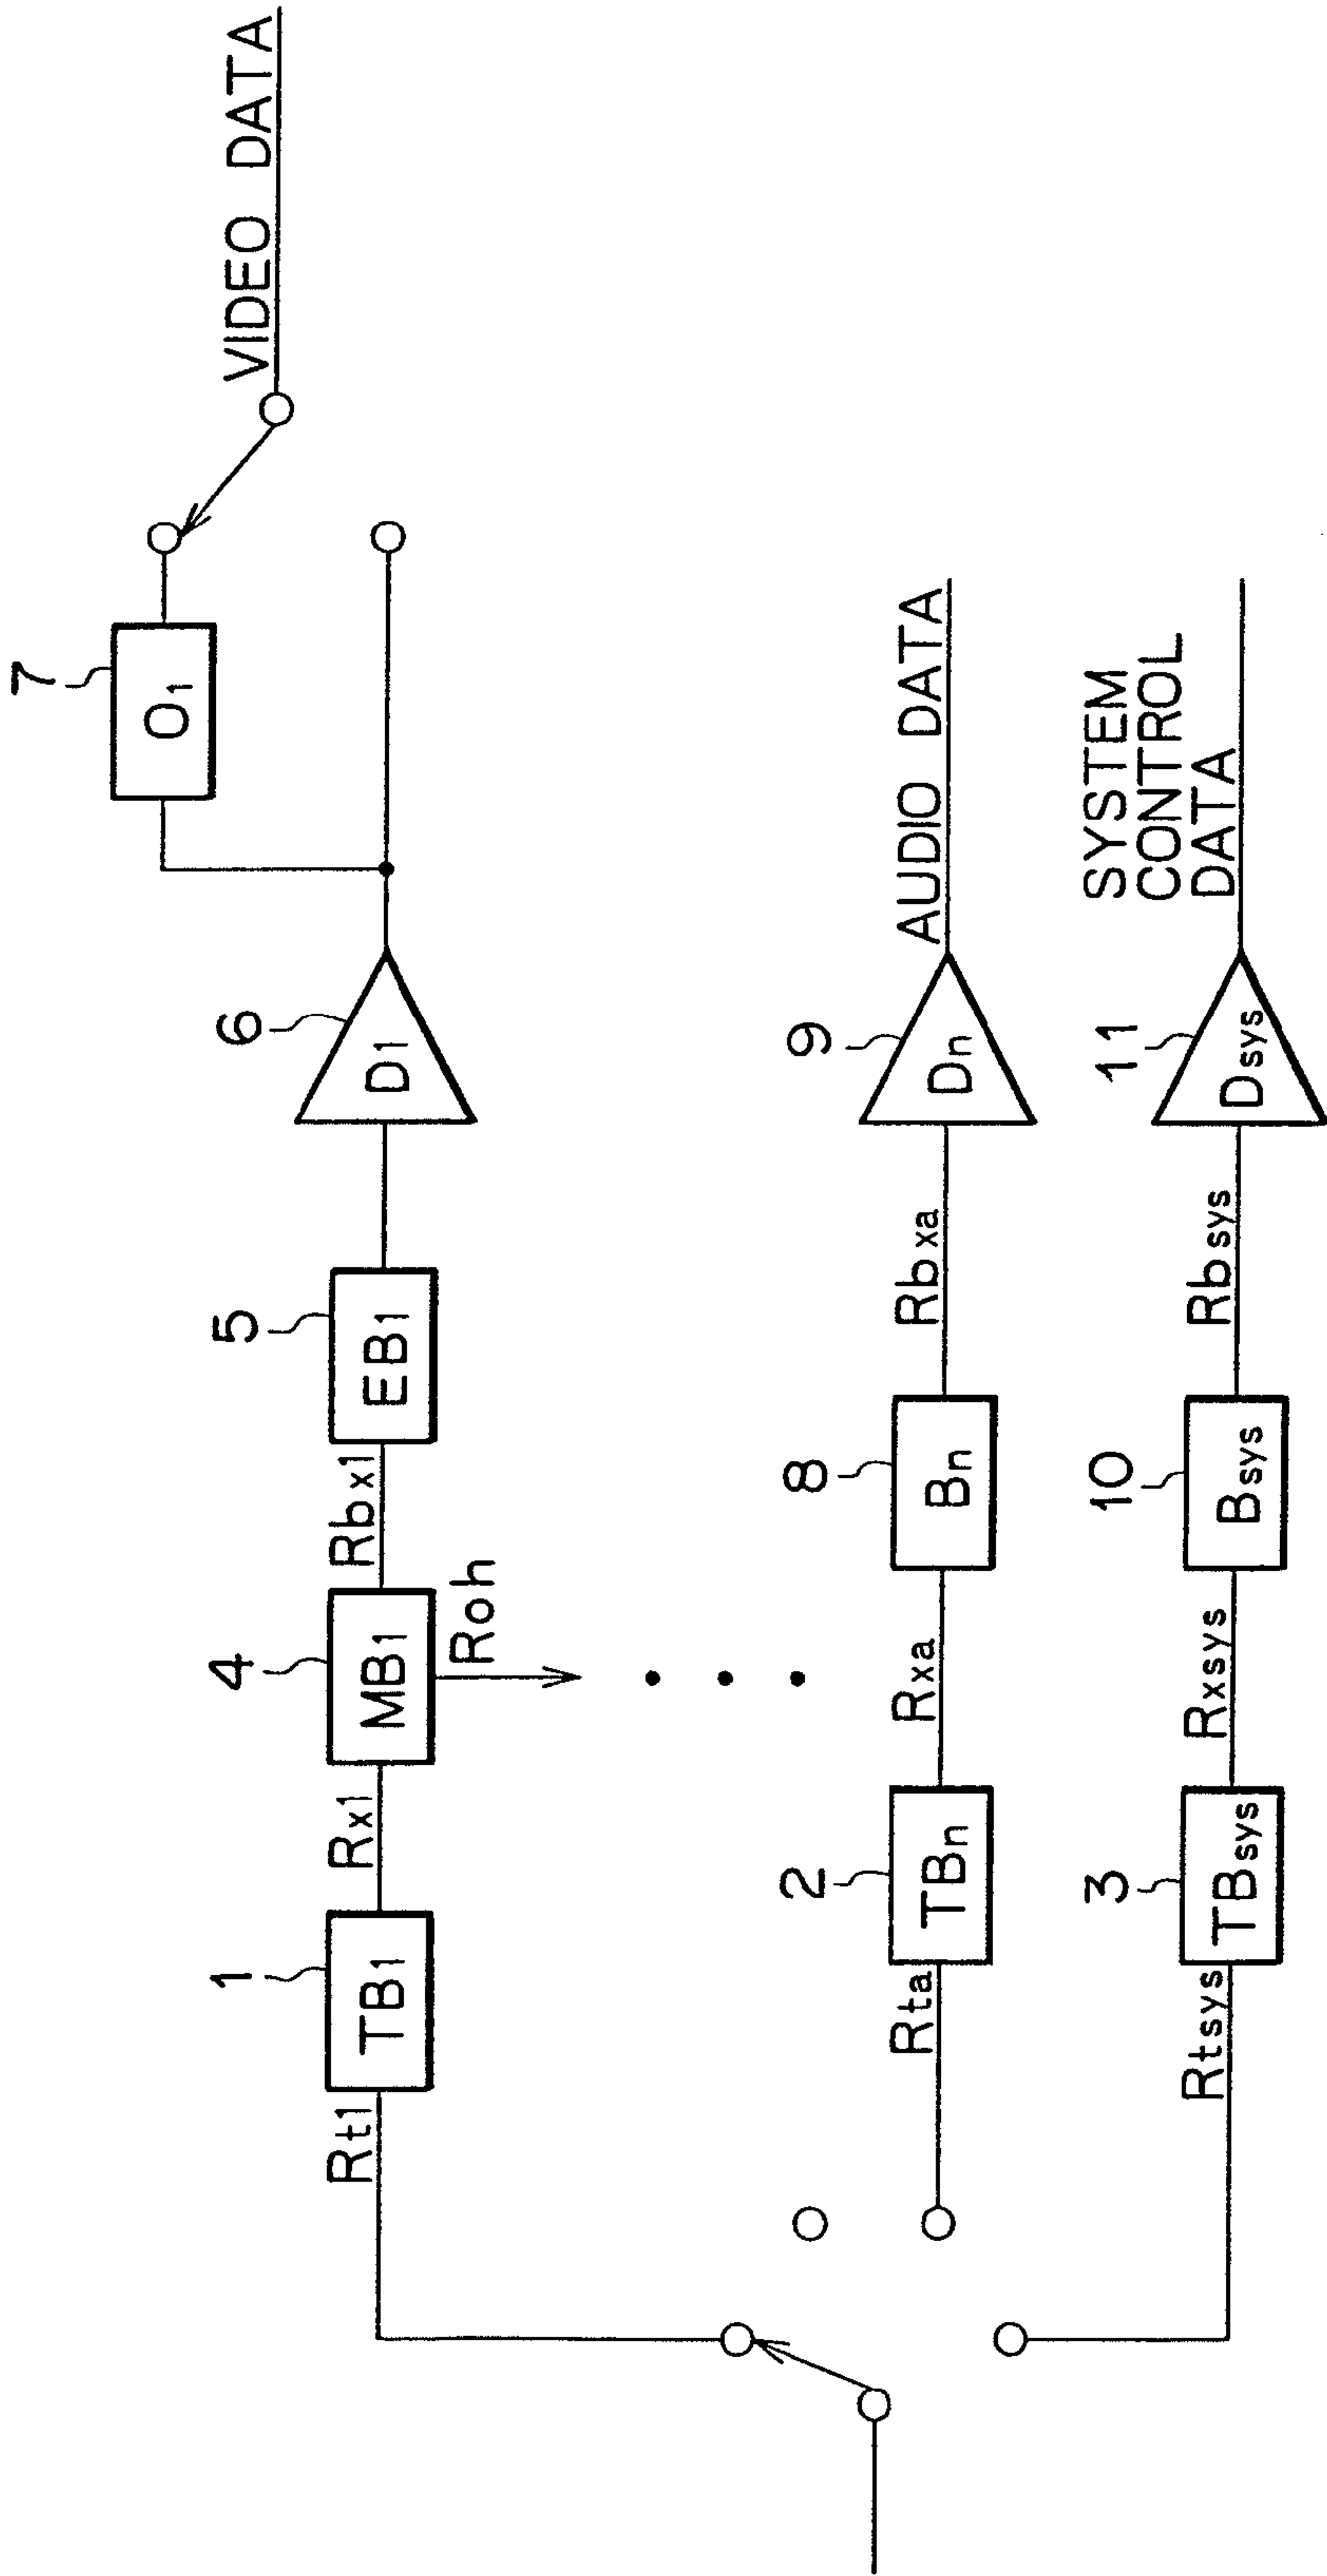 7
O1
VIDEO DATA
1
4
5
6
Rt1
TB1
Rx1
MB1
Rbx1
EB1
D1
Roh
2
8
9
Rta
TBn
Rxa
Bn
Rbxa
Dn
AUDIO DATA
3
10
11
Rtsys
TBsys
Rxsys
Bsys
Rbsys
Dsys
SYSTEM
CONTROL
DATA